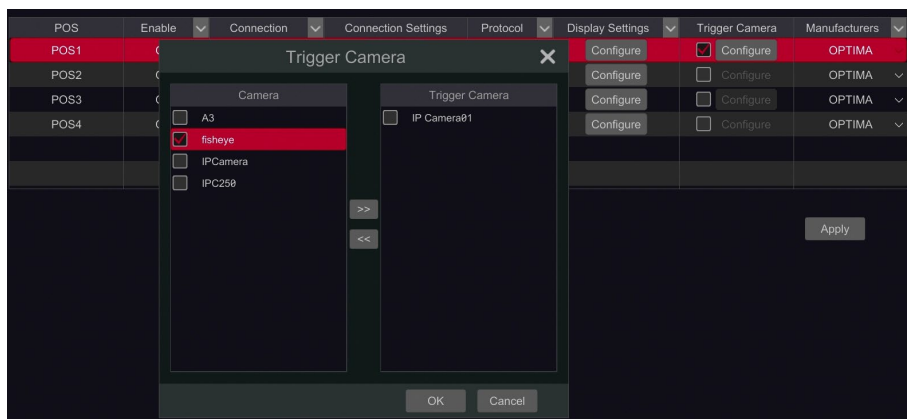 POS Enable Connection Connection Settings Protocol Display Settings Trigger Camera Manufacturers
POS1 Configure Configure OPTIMA
POS2 Configure Configure OPTIMA
POS3 Configure Configure OPTIMA
POS4 Configure Configure OPTIMA
Trigger Camera
Camera
A3
fisheye
IPCamera
IPC250
>>
<<
Trigger Camera
IP Camera01
OK Cancel
Apply